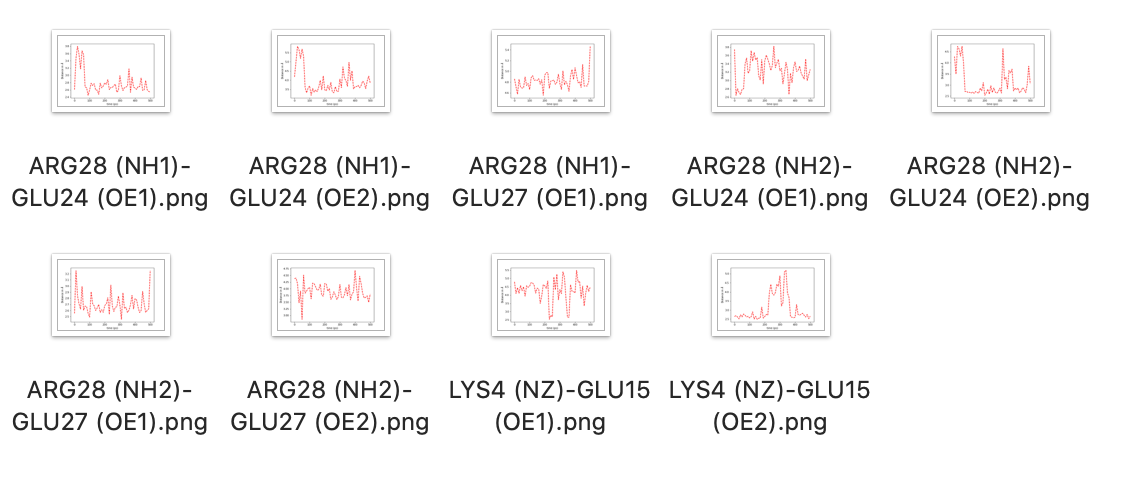 ARG28 (NH1)-
GLU24 (OE1).png
ARG28 (NH1)-
GLU24 (OE2).png
ARG28 (NH1)-
GLU27 (OE1).png
ARG28 (NH2)-
GLU24 (OE1).png
ARG28 (NH2)-
GLU24 (OE2).png
ARG28 (NH2)-
GLU27 (OE1).png
ARG28 (NH2)-
GLU27 (OE2).png
LYS4 (NZ)-GLU15
(OE1).png
LYS4 (NZ)-GLU15
(OE2).png